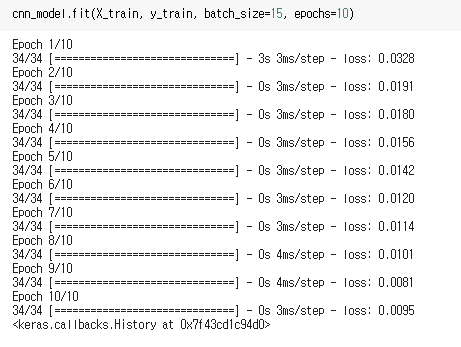 cnn_model.fit(X_train, y_train, batch_size=15, epochs=10)
Epoch 1/10
34/34 [==============================] - 3s 3ms/step - loss: 0.0328
Epoch 2/10
34/34 [==============================] - 0s 3ms/step - loss: 0.0191
Epoch 3/10
34/34 [==============================] - 0s 3ms/step - loss: 0.0180
Epoch 4/10
34/34 [==============================] - 0s 3ms/step - loss: 0.0156
Epoch 5/10
34/34 [==============================] - 0s 3ms/step - loss: 0.0142
Epoch 6/10
34/34 [==============================] - 0s 3ms/step - loss: 0.0120
Epoch 7/10
34/34 [==============================] - 0s 3ms/step - loss: 0.0114
Epoch 8/10
34/34 [==============================] - 0s 4ms/step - loss: 0.0101
Epoch 9/10
34/34 [==============================] - 0s 4ms/step - loss: 0.0081
Epoch 10/10
34/34 [==============================] - 0s 3ms/step - loss: 0.0095
<keras.callbacks.History at 0x7f43cd1c94d0>